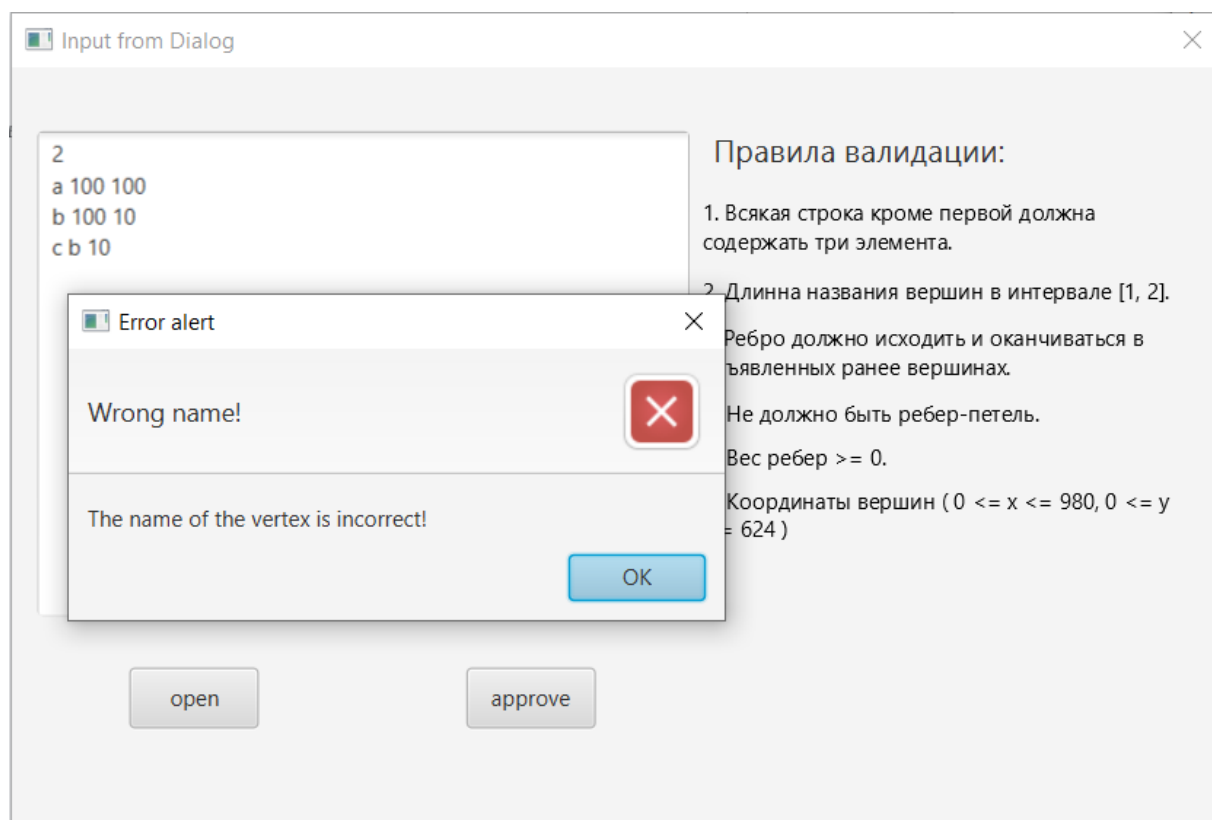 Input from Dialog
2
a 100 100
b 100 10
c b 10
Правила валидации:
1. Всякая строка кроме первой должна
содержать три элемента.
2. Длинна названия вершин в интервале [1, 2].
Ребро должно исходить и оканчиваться в
ранее вершинах.
Не должно быть ребер-петель.
Вес ребер >= 0.
Координаты вершин ( 0 <= x <= 980, 0 <= y
= 624 )
Error alert
Wrong name!
The name of the vertex is incorrect!
OK
open
approve